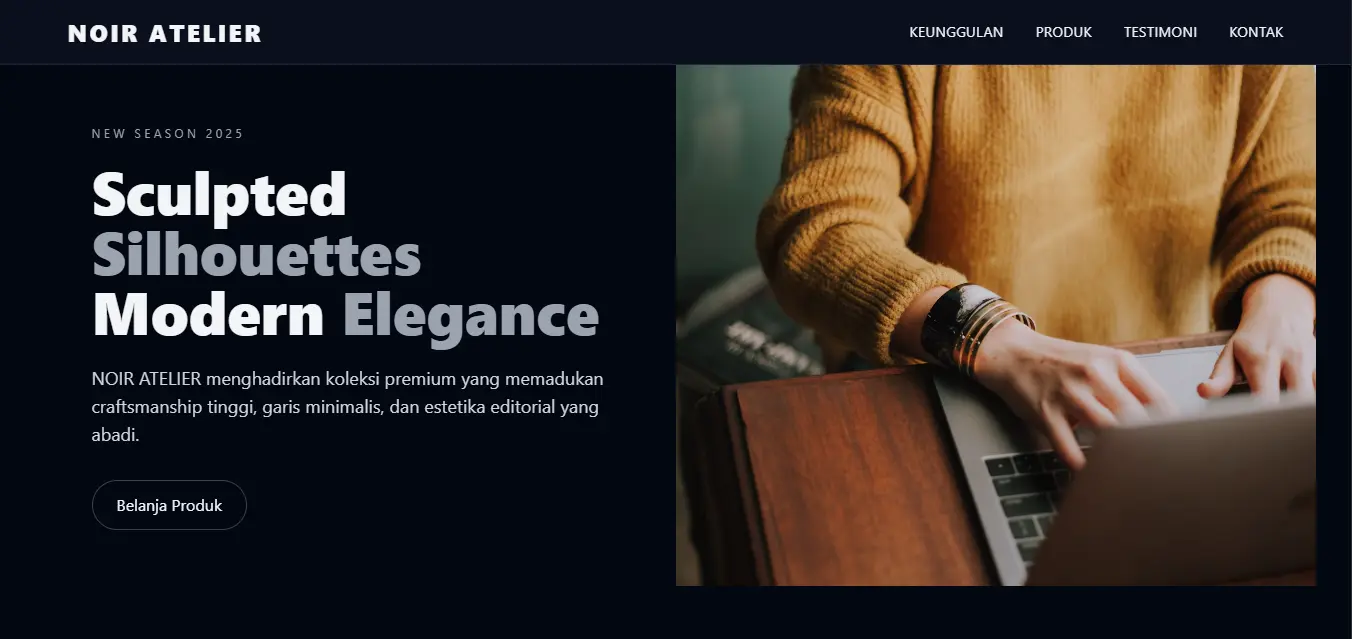 NOIR ATELIER
KEUNGGULAN
PRODUK
TESTIMONI
KONTAK
NEW SEASON 2025
Sculpted
Silhouettes
Modern Elegance
NOIR ATELIER menghadirkan koleksi premium yang memadukan
craftsmanship tinggi, garis minimalis, dan estetika editorial yang
abadi.
Belanja Produk